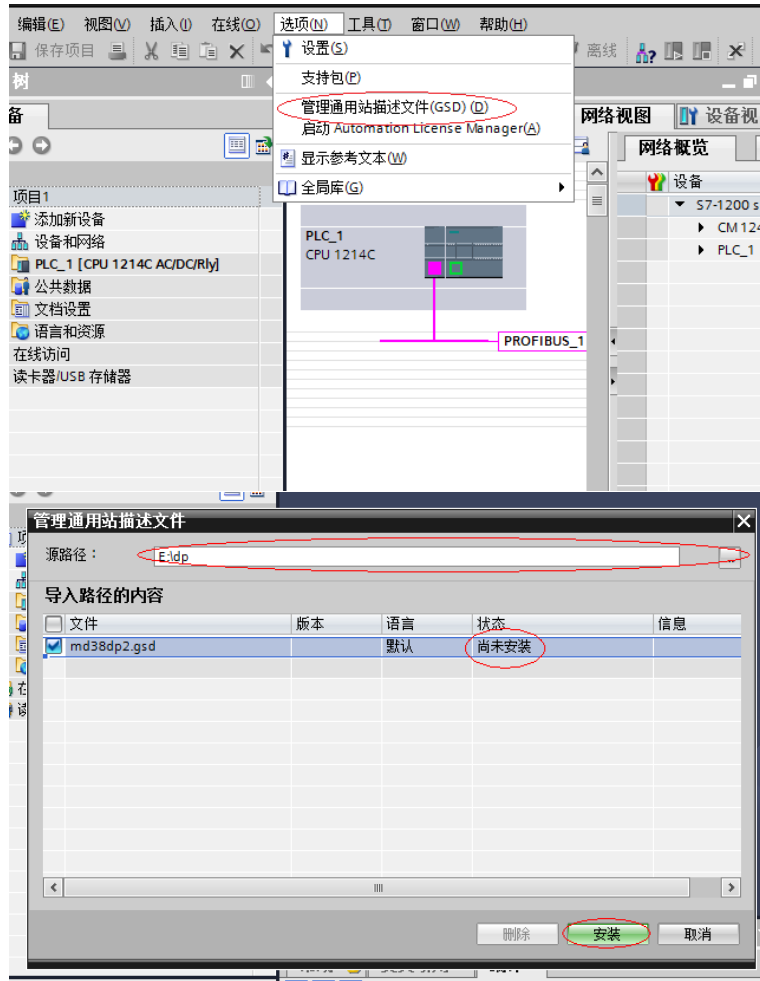 编辑(E) 视图(V) 插入(I) 在线(O) 选项(N) 工具(T) 窗口(W) 帮助(H)
保存项目 离线
设置(S)
支持包(P)
管理通用站描述文件(GSD) (D)
启动 Automation License Manager(A)
显示参考文本(W)
全局库(G)
树
备
网络视图 设备视
网络概览
设备
S7-1200 s
CM 124
PLC_1
项目1
添加新设备
设备和网络
PLC_1 [CPU 1214C AC/DC/Rly]
公共数据
文档设置
语言和资源
在线访问
读卡器/USB 存储器
PLC_1
CPU 1214C
PROFIBUS_1
管理通用站描述文件
源路径: E:\dp
导入路径的内容
文件 版本 语言 状态 信息
md38dp2.gsd 默认 尚未安装
删除 安装 取消